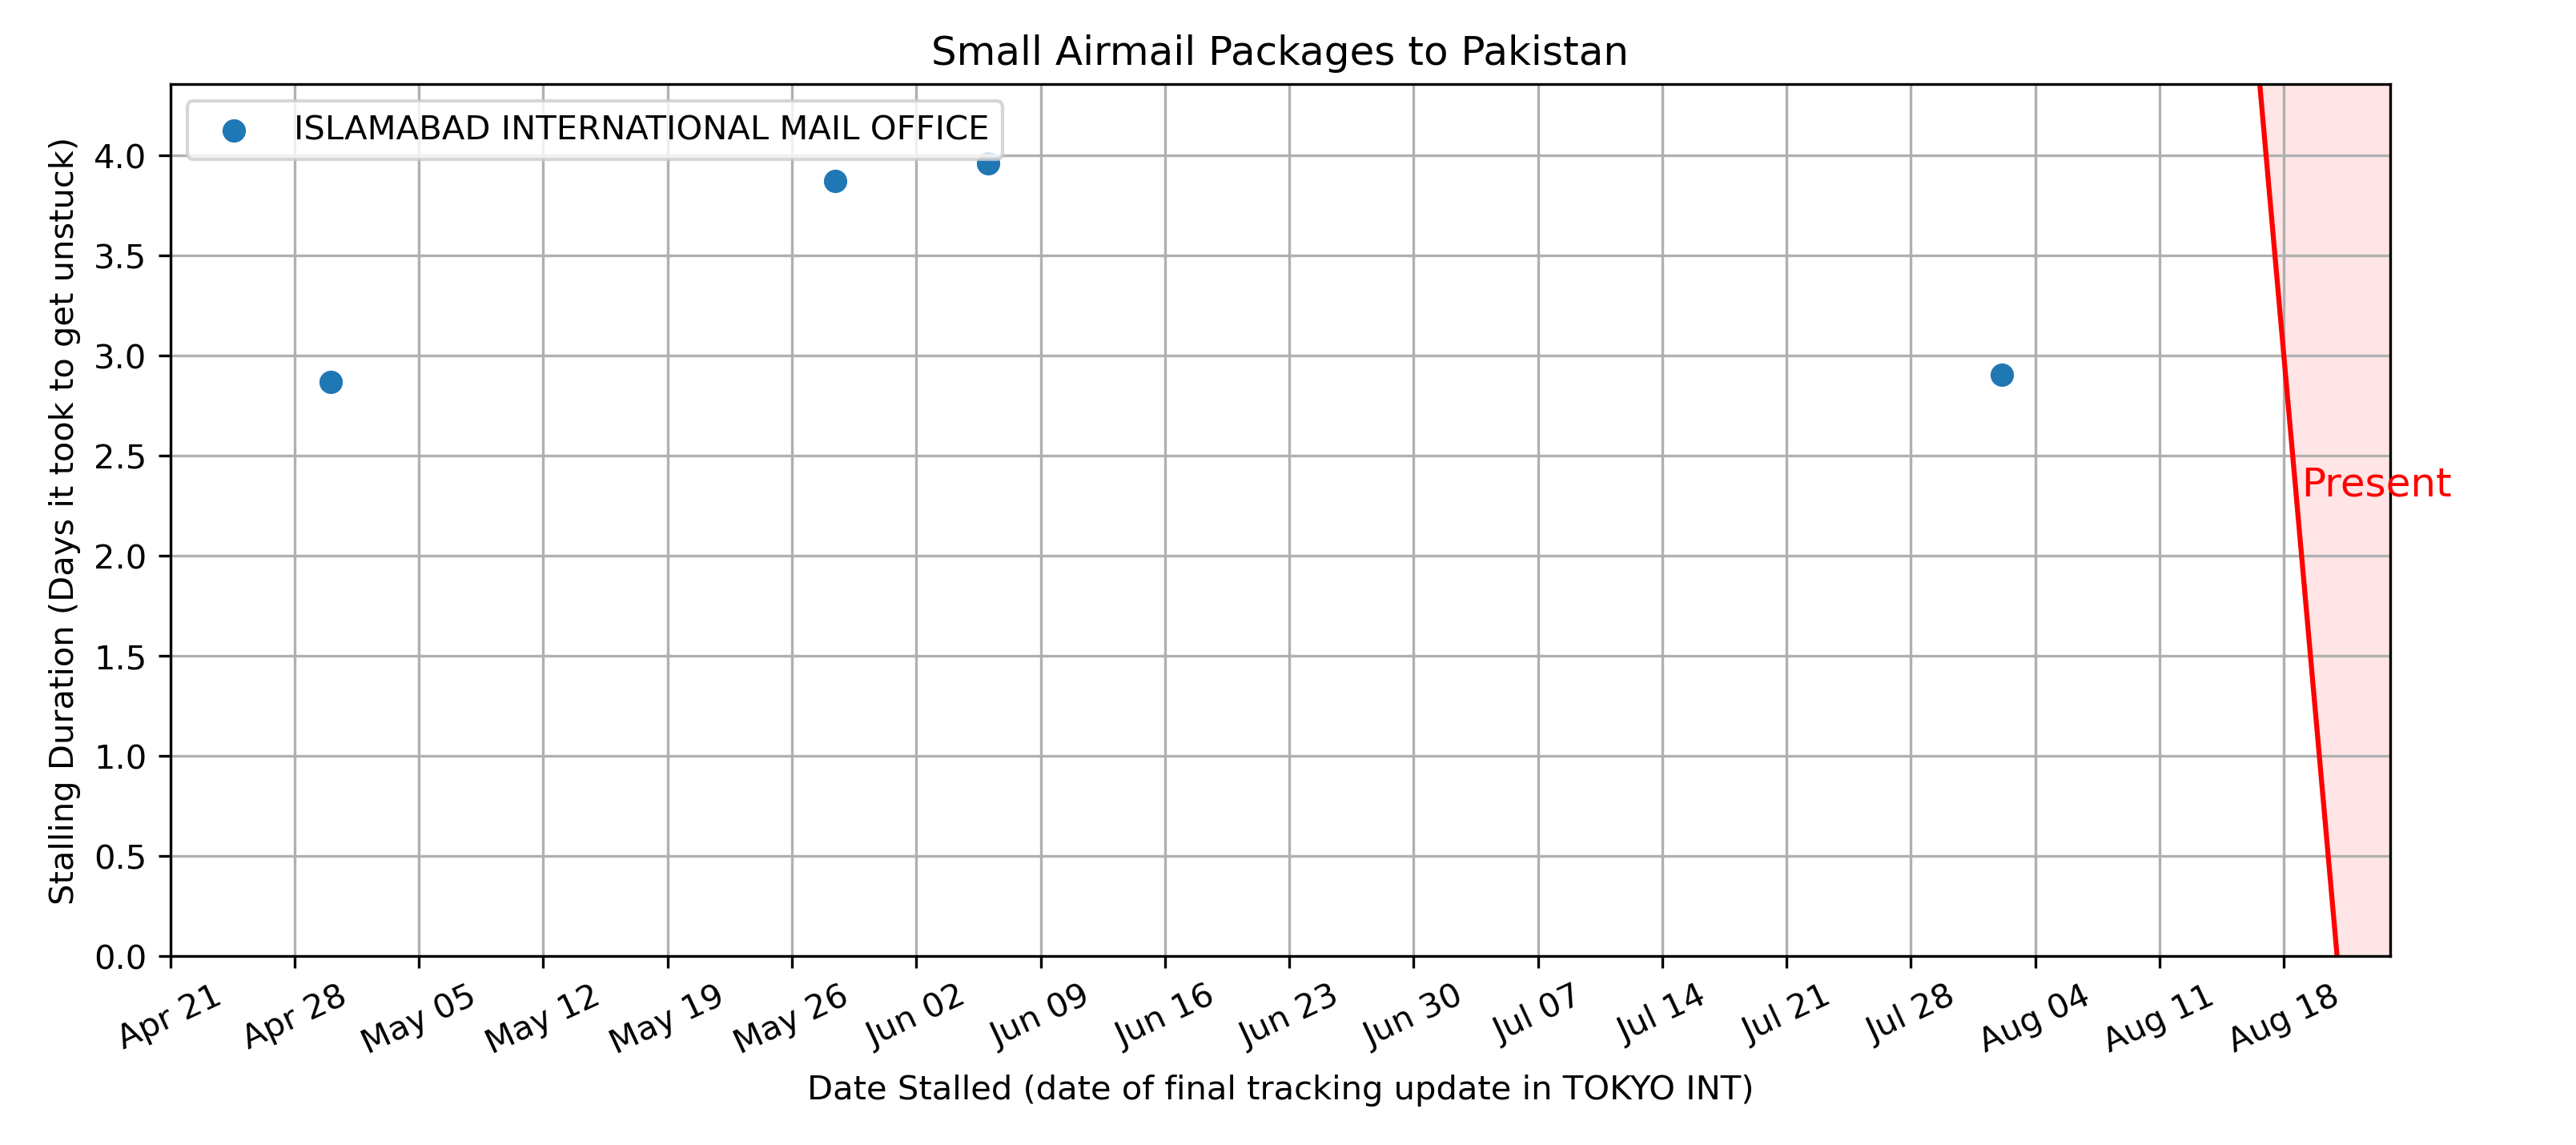 Small Airmail Packages to Pakistan
ISLAMABAD INTERNATIONAL MAIL OFFICE
Stalling Duration (Days it took to get unstuck)
4.0
3.5
3.0
2.5
2.0
1.5
1.0
0.5
0.0
Present
Apr 21
Apr 28
May 05
May 12
May 19
May 26
Jun 02
Jun 09
Jun 16
Jun 23
Jun 30
Jul 07
Jul 14
Jul 21
Jul 28
Aug 04
Aug 11
Aug 18
Date Stalled (date of final tracking update in TOKYO INT)